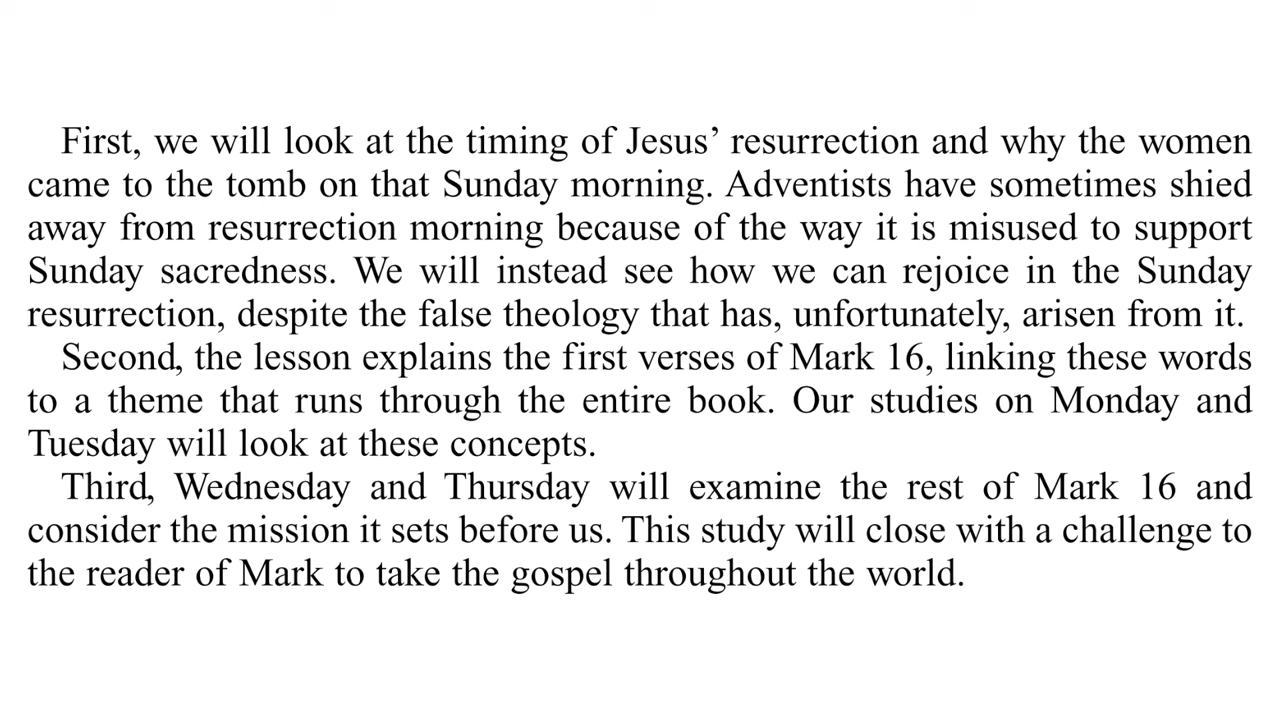 First, we will look at the timing of Jesus’ resurrection and why the women
came to the tomb on that Sunday morning. Adventists have sometimes shied
away from resurrection morning because of the way it is misused to support
Sunday sacredness. We will instead see how we can rejoice in the Sunday
resurrection, despite the false theology that has, unfortunately, arisen from it.
Second, the lesson explains the first verses of Mark 16, linking these words
to a theme that runs through the entire book. Our studies on Monday and
Tuesday will look at these concepts.
Third, Wednesday and Thursday will examine the rest of Mark 16 and
consider the mission it sets before us. This study will close with a challenge to
the reader of Mark to take the gospel throughout the world.